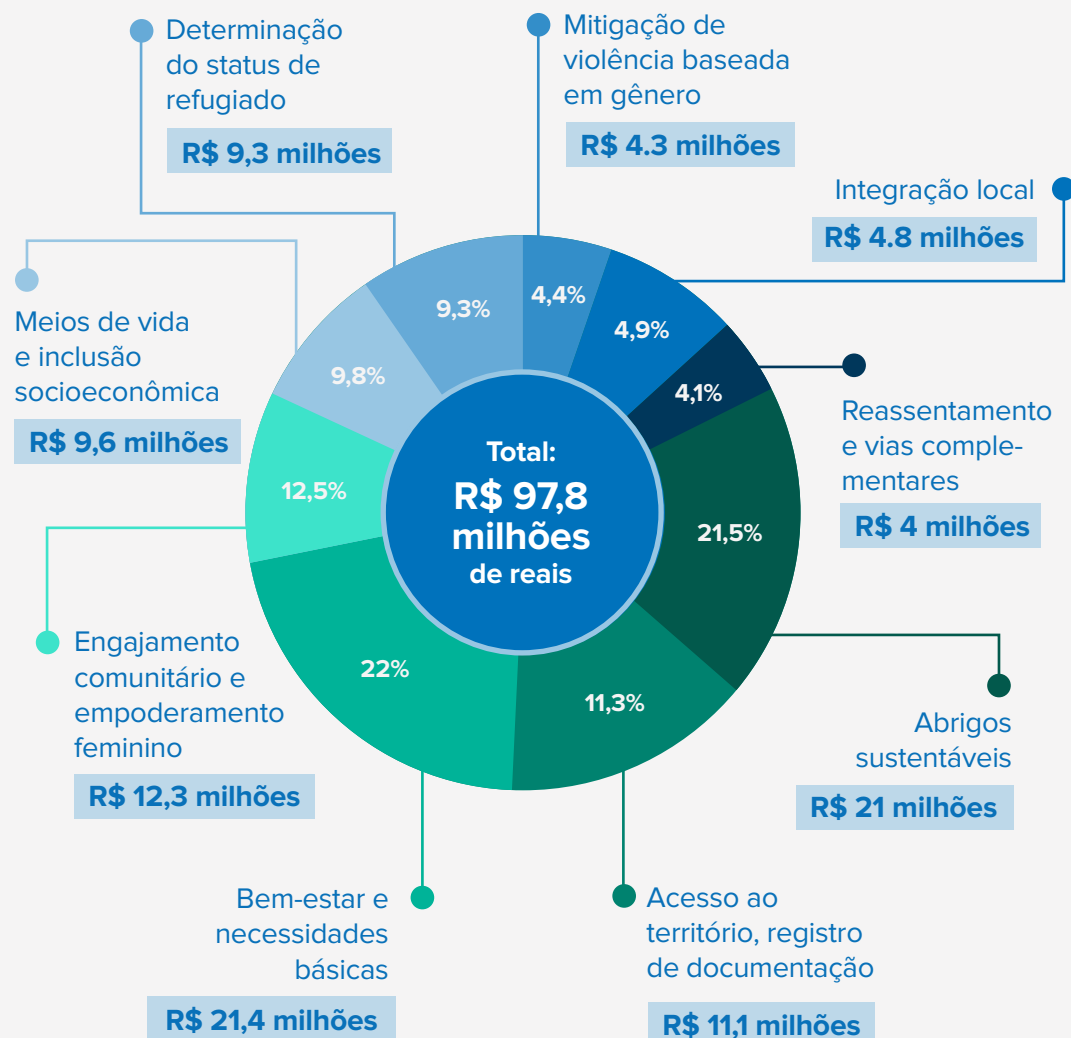 Determinação
do status de
refugiado
R$ 9,3 milhões
Mitigação de
violência baseada
em gênero
R$ 4.3 milhões
Integração local
R$ 4.8 milhões
Meios de vida
e inclusão
socioeconômica
R$ 9,6 milhões
9,3%
4,4%
4,9%
9,8%
4,1%
12,5%
21,5%
22%
11,3%
Total:
R$ 97,8
milhões
de reais
Reassentamento
e vias comple-
mentares
R$ 4 milhões
Engajamento
comunitário e
empoderamento
feminino
R$ 12,3 milhões
Abrigos
sustentáveis
R$ 21 milhões
Bem-estar e
necessidades
básicas
R$ 21,4 milhões
Acesso ao
território, registro
de documentação
R$ 11,1 milhões